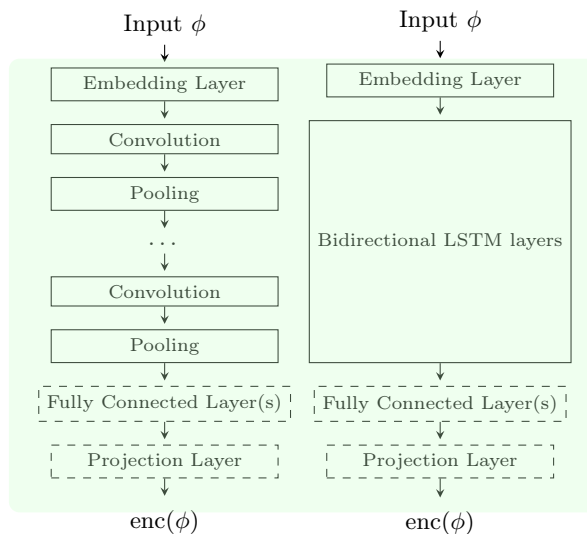 Input ϕ
Embedding Layer
Convolution
Pooling
...
Convolution
Pooling
Fully Connected Layer(s)
Projection Layer
enc(ϕ)
Input ϕ
Embedding Layer
Bidirectional LSTM layers
Fully Connected Layer(s)
Projection Layer
enc(ϕ)